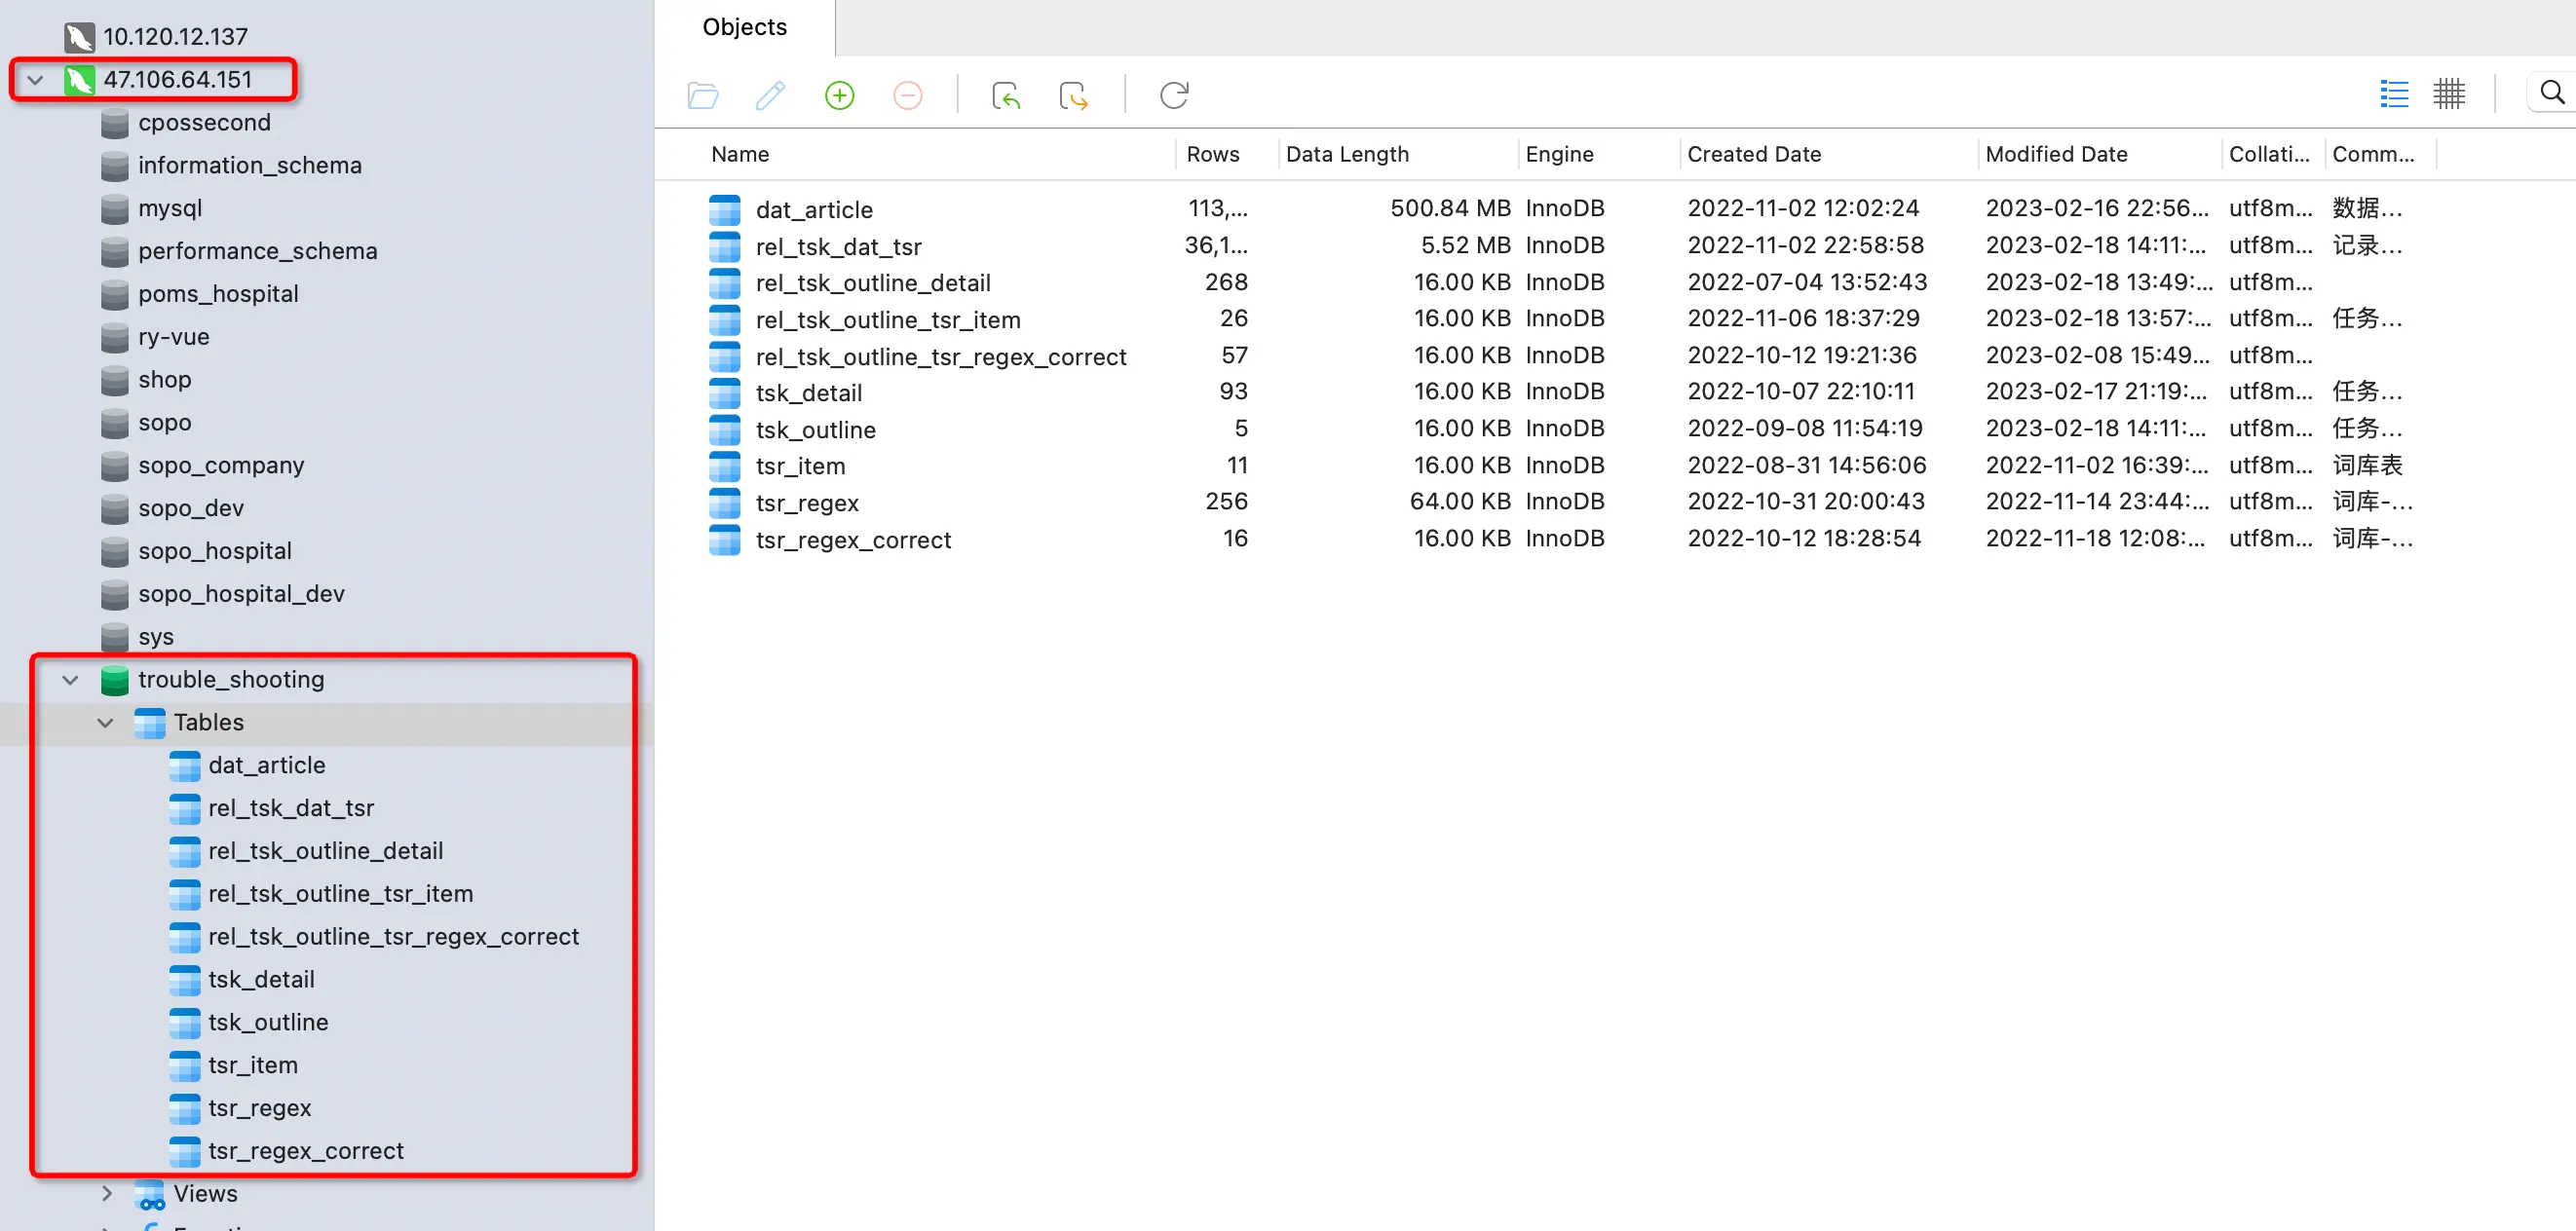 10.120.12.137
47.106.64.151
cpossecond
information_schema
mysql
performance_schema
poms_hospital
ry-vue
shop
sopo
sopo_company
sopo_dev
sopo_hospital
sopo_hospital_dev
sys
trouble_shooting
Tables
dat_article
rel_tsk_dat_tsr
rel_tsk_outline_detail
rel_tsk_outline_tsr_item
rel_tsk_outline_tsr_regex_correct
tsk_detail
tsk_outline
tsr_item
tsr_regex
tsr_regex_correct
Views
Objects
Name Rows Data Length Engine Created Date Modified Date Collati... Comm...
dat_article 113,... 500.84 MB InnoDB 2022-11-02 12:02:24 2023-02-16 22:56... utf8m... 数据...
rel_tsk_dat_tsr 36,1... 5.52 MB InnoDB 2022-11-02 22:58:58 2023-02-18 14:11:... utf8m... 记录...
rel_tsk_outline_detail 268 16.00 KB InnoDB 2022-07-04 13:52:43 2023-02-18 13:49:... utf8m...
rel_tsk_outline_tsr_item 26 16.00 KB InnoDB 2022-11-06 18:37:29 2023-02-18 13:57:... utf8m... 任务...
rel_tsk_outline_tsr_regex_correct 57 16.00 KB InnoDB 2022-10-12 19:21:36 2023-02-08 15:49... utf8m...
tsk_detail 93 16.00 KB InnoDB 2022-10-07 22:10:11 2023-02-17 21:19:... utf8m... 任务...
tsk_outline 5 16.00 KB InnoDB 2022-09-08 11:54:19 2023-02-18 14:11:... utf8m... 任务...
tsr_item 11 16.00 KB InnoDB 2022-08-31 14:56:06 2022-11-02 16:39:... utf8m... 词库表
tsr_regex 256 64.00 KB InnoDB 2022-10-31 20:00:43 2022-11-14 23:44:... utf8m... 词库-...
tsr_regex_correct 16 16.00 KB InnoDB 2022-10-12 18:28:54 2022-11-18 12:08:... utf8m... 词库-...